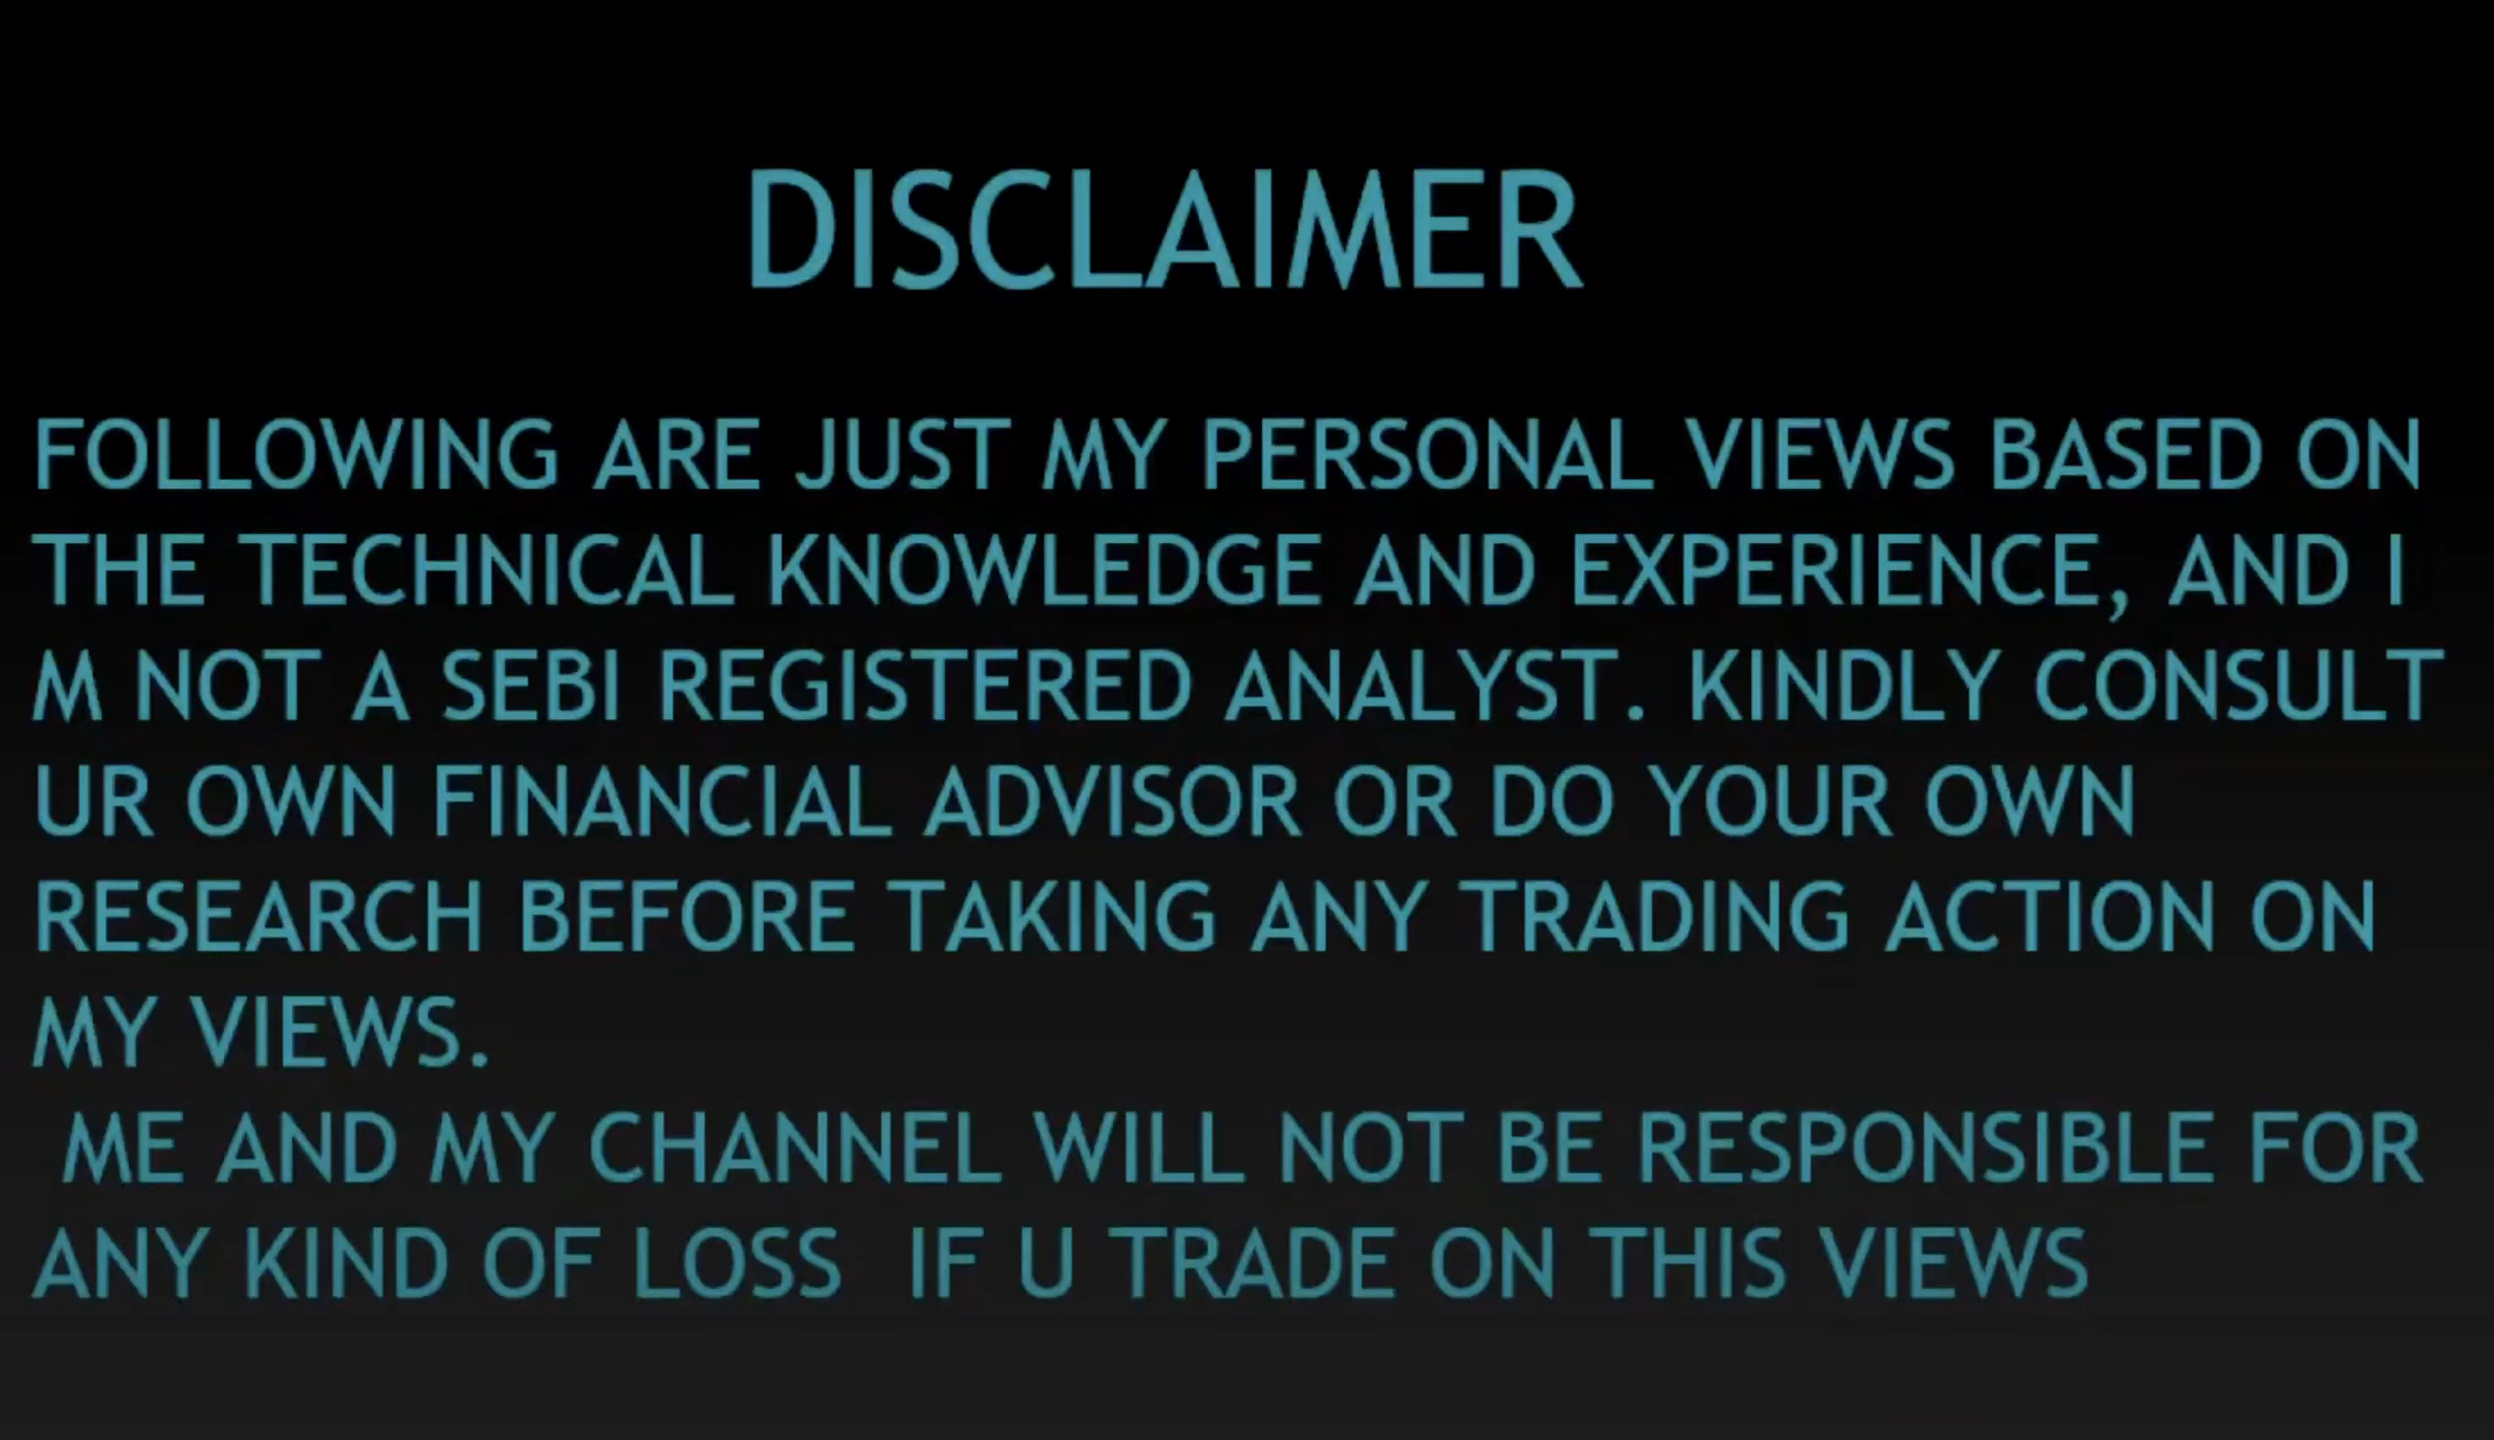 DISCLAIMER
FOLLOWING ARE JUST MY PERSONAL VIEWS BASED ON
THE TECHNICAL KNOWLEDGE AND EXPERIENCE, AND I
M NOT A SEBI REGISTERED ANALYST. KINDLY CONSULT
UR OWN FINANCIAL ADVISOR OR DO YOUR OWN
RESEARCH BEFORE TAKING ANY TRADING ACTION ON
MY VIEWS.
ME AND MY CHANNEL WILL NOT BE RESPONSIBLE FOR
ANY KIND OF LOSS  IF U TRADE ON THIS VIEWS